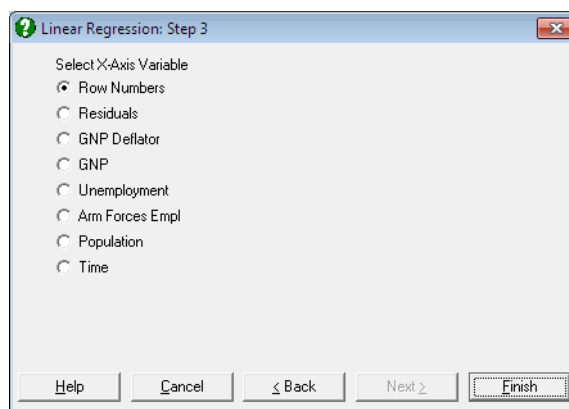 Linear Regression: Step 3
Select X-Axis Variable
Row Numbers
Residuals
GNP Deflator
GNP
Unemployment
Arm Forces Empl
Population
Time
Help Cancel < Back Next > Finish